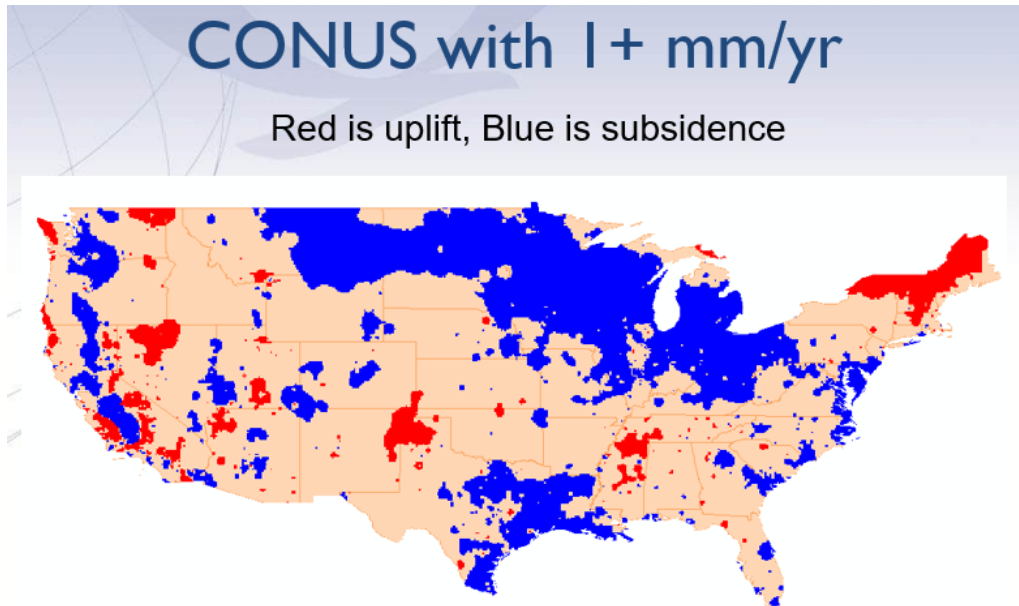 CONUS with 1+ mm/yr
Red is uplift, Blue is subsidence